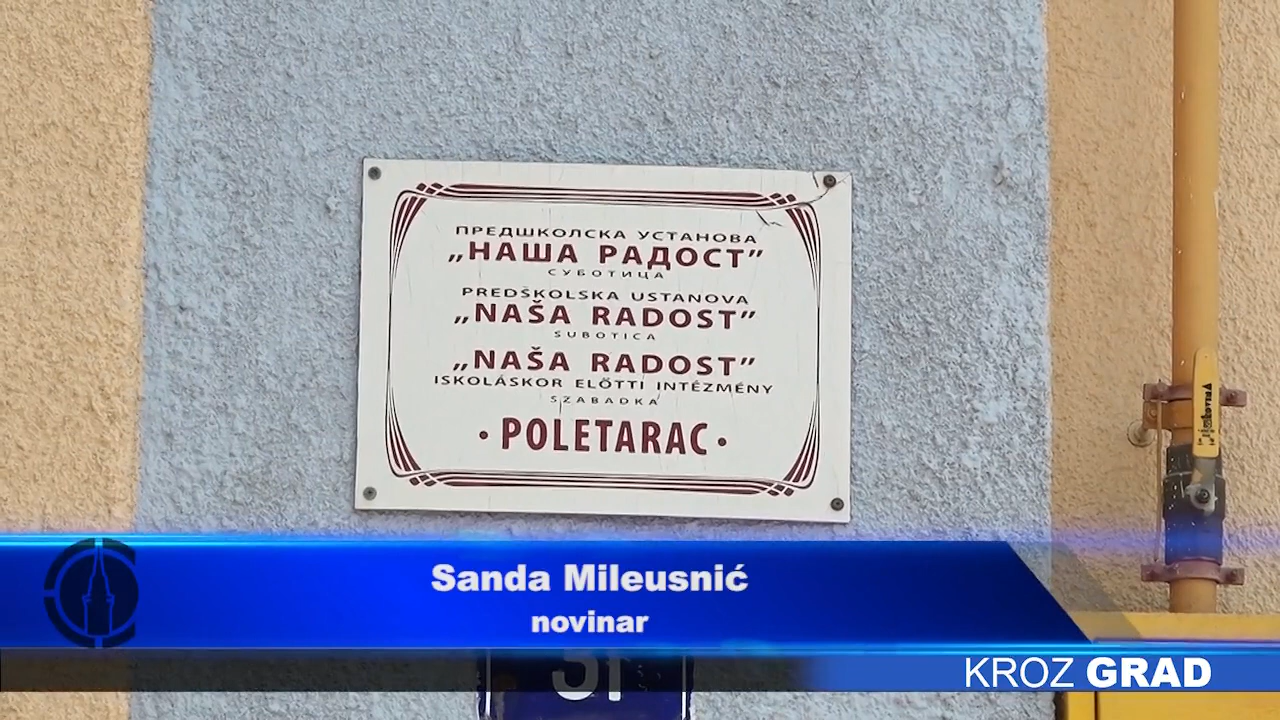 ПРЕДШКОЛСКА УСТАНОВА
„НАША РАДОСТ”
СУБОТИЦА
PREDŠKOLSKA USTANOVA
„NAŠA RADOST”
SUBOTICA
„NAŠA RADOST”
ISKOLÁSKOR ELŐTTI INTÉZMÉNY
SZABADKA
• POLETARAC •
Sanda Mileusnić
novinar
KROZ GRAD